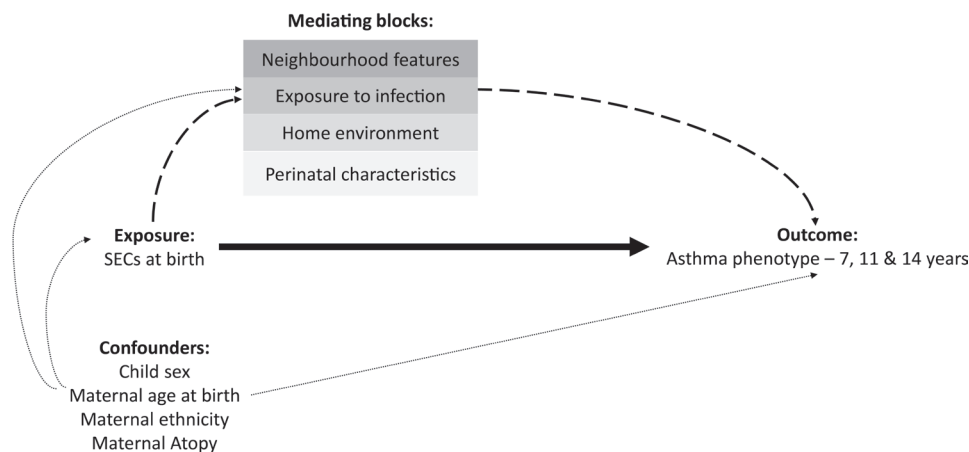 Mediating blocks:
Neighbourhood features
Exposure to infection
Home environment
Perinatal characteristics
Exposure:
SECs at birth
Outcome:
Asthma phenotype – 7, 11 & 14 years
Confounders:
Child sex
Maternal age at birth
Maternal ethnicity
Maternal Atopy